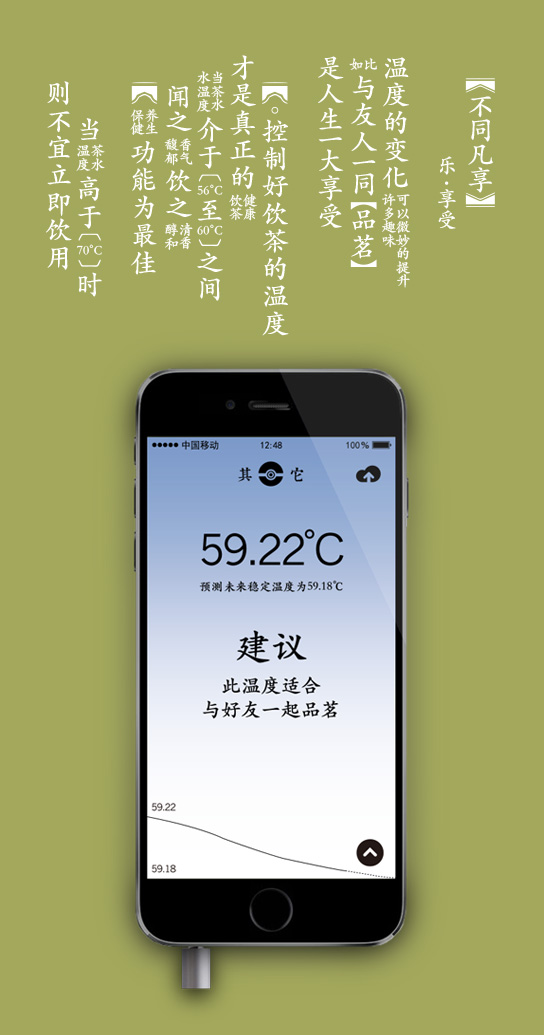 【不同凡享】
乐·享受
温度的变化可以微妙的提升许多趣味
比如与友人一同【品茗】
是人生一大享受
【。控制好饮茶的温度
才是真正的健康饮茶
当茶水水温度介于〔56°C至60°C〕之间
闻之香气馥郁饮之清香醇和
【养生保健功能为最佳
当茶水温度高于〔70°C〕时
则不宜立即饮用
中国移动 12:48 100%
其它
59.22°C
预测未来稳定温度为59.18℃
建议
此温度适合
与好友一起品茗
59.22
59.18